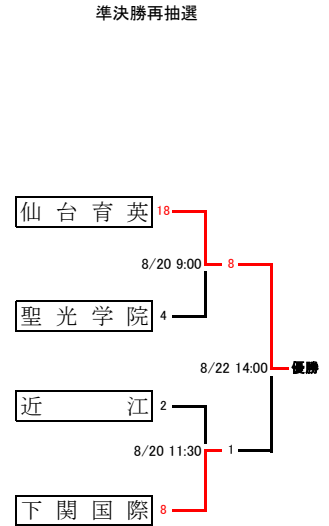 準決勝再抽選
仙台育英 18
8/20 9:00 8
聖光学院 4
8/22 14:00 優勝
近江 2
8/20 11:30 1
下関国際 8